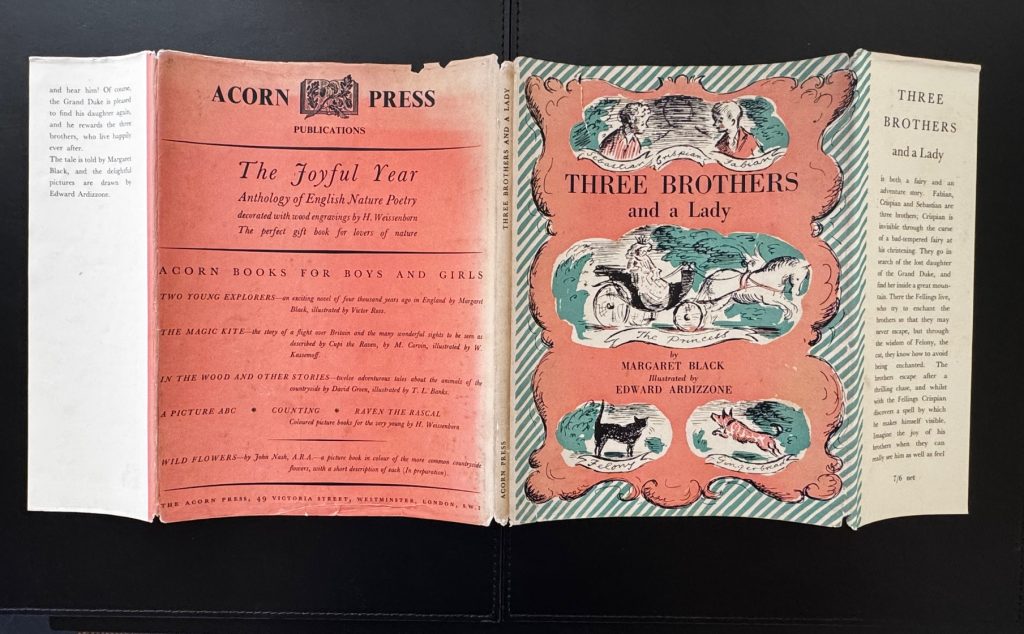 and hear him! Of course,
the Grand Duke is pleased
to find his daughter again,
and he rewards the three
brothers, who live happily
ever after.
The tale is told by Margaret
Black, and the delightful
pictures are drawn by
Edward Ardizzone.
ACORN PRESS
PUBLICATIONS
The Joyful Year
Anthology of English Nature Poetry
decorated with wood engravings by H. Weissenborn
The perfect gift book for lovers of nature
ACORN BOOKS FOR BOYS AND GIRLS
TWO YOUNG EXPLORERS—an exciting novel of four thousand years ago in England by Margaret
Black, illustrated by Victor Ross.
THE MAGIC KITE—the story of a flight over Britain and the many wonderful sights to be seen as
described by Cupi the Raven, by M. Corvin, illustrated by W.
Kassemoff.
IN THE WOOD AND OTHER STORIES—twelve adventurous tales about the animals of the
countryside by David Green, illustrated by T. L. Banks.
A PICTURE ABC * COUNTING * RAVEN THE RASCAL
Coloured picture books for the very young by H. Weissenborn.
WILD FLOWERS—by John Nash, A.R.A.—a picture book in colour of the more common countryside
flowers, with a short description of each (In preparation).
THE ACORN PRESS, 49 VICTORIA STREET, WESTMINSTER, LONDON, S.W.1
THREE BROTHERS AND A LADY
ACORN PRESS
Sebastian Crispian Fabian
THREE BROTHERS
and a Lady
The Princess
by
MARGARET BLACK
Illustrated by
EDWARD ARDIZZONE
Felony
Gingerbread
THREE
BROTHERS
and a Lady
is both a fairy and an
adventure story. Fabian,
Crispian and Sebastian are
three brothers; Crispian is
invisible through the curse
of a bad-tempered fairy at
his christening. They go in
search of the lost daughter
of the Grand Duke, and
find her inside a great moun-
tain. There the Fellings live,
who try to enchant the
brothers so that they may
never escape, but through
the wisdom of Felony, the
cat, they know how to avoid
being enchanted. The
brothers escape after a
thrilling chase, and whilst
with the Fellings Crispian
discovers a spell by which
he makes himself visible.
Imagine the joy of his
brothers when they can
really see him as well as feel
7/6 net